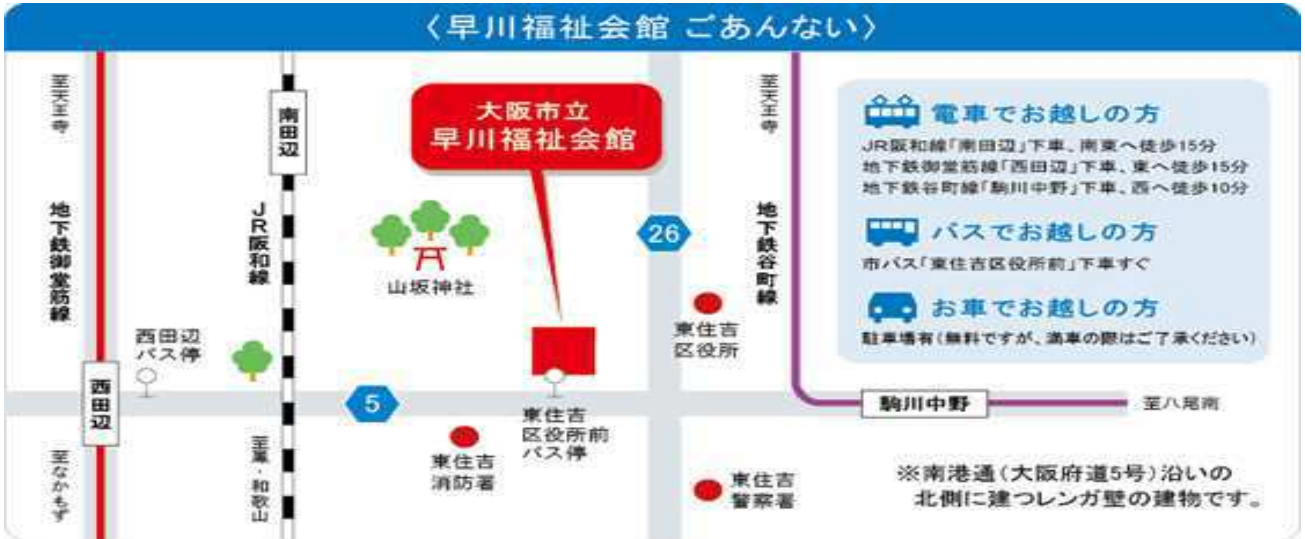 〈早川福祉会館 ごあんない〉
至天王寺
地下鉄御堂筋線
西田辺
至なかもず
西田辺
バス停
南田辺
JR阪和線
至鳳・和歌山
5
大阪市立
早川福祉会館
山坂神社
東住吉
消防署
東住吉
区役所前
バス停
26
東住吉
区役所
東住吉
警察署
至天王寺
地下鉄谷町線
駒川中野
至八尾南
電車でお越しの方
JR阪和線「南田辺」下車、南東へ徒歩15分
地下鉄御堂筋線「西田辺」下車、東へ徒歩15分
地下鉄谷町線「駒川中野」下車、西へ徒歩10分
バスでお越しの方
市バス「東住吉区役所前」下車すぐ
お車でお越しの方
駐車場有(無料ですが、満車の際はご了承ください)
※南港通(大阪府道5号)沿いの
北側に建つレンガ壁の建物です。